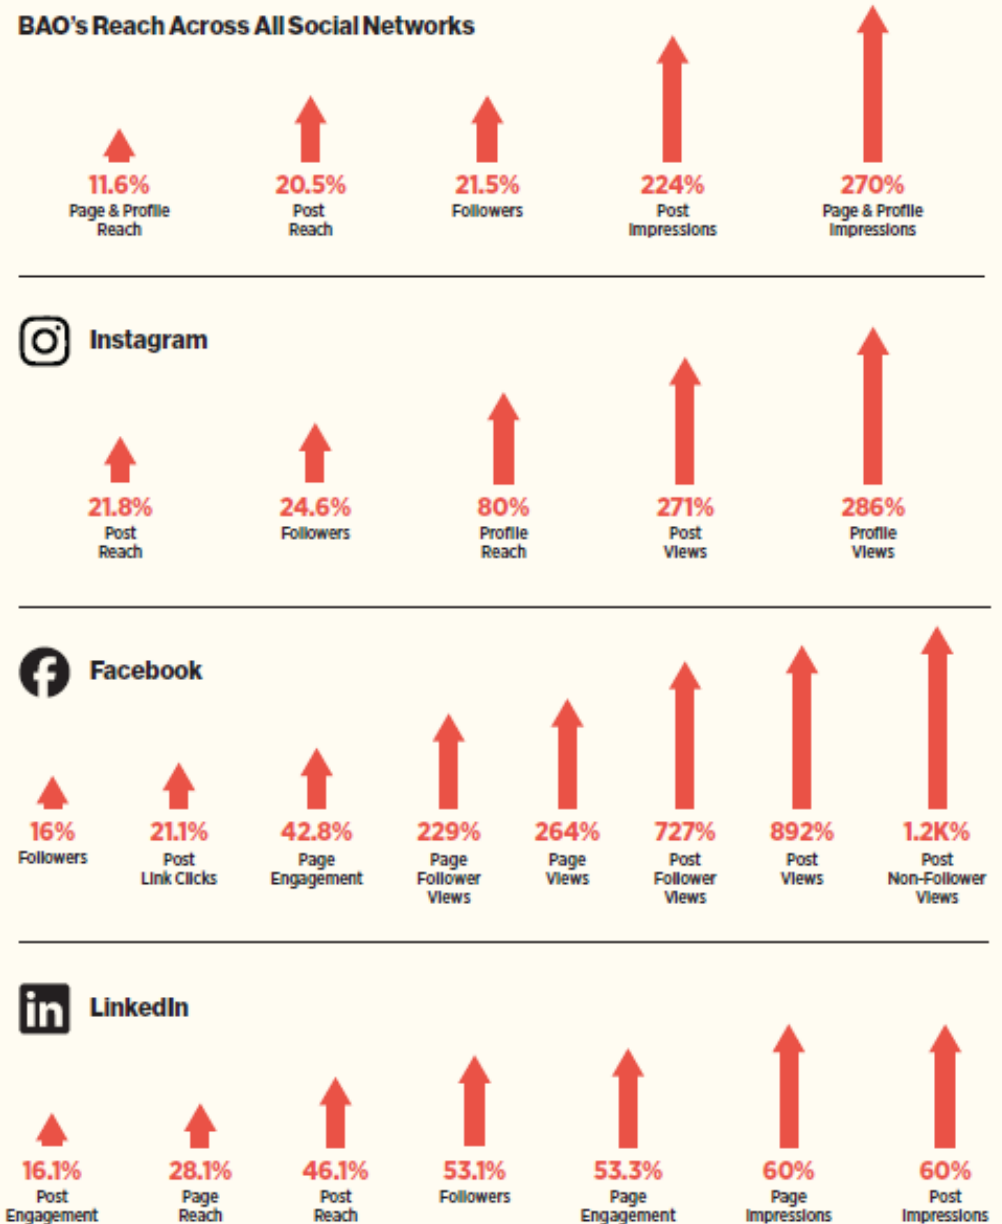 BAO's Reach Across All Social Networks
11.6% 20.5% 21.5% 224% 270%
Page & Profile Post Followers Post Page & Profile
Reach Reach Impressions Impressions
Instagram
21.8% 24.6% 80% 271% 286%
Post Followers Profile Post Profile
Reach Reach Views Views
Facebook
16% 21.1% 42.8% 229% 264% 727% 892% 1.2K%
Followers Post Page Page Page Post Post Post
Link Clicks Engagement Follower Views Follower Views Non-Follower
Views Views Views
in LinkedIn
16.1% 28.1% 46.1% 53.1% 53.3% 60% 60%
Post Page Post Followers Page Page Post
Engagement Reach Reach Engagement Impressions Impressions